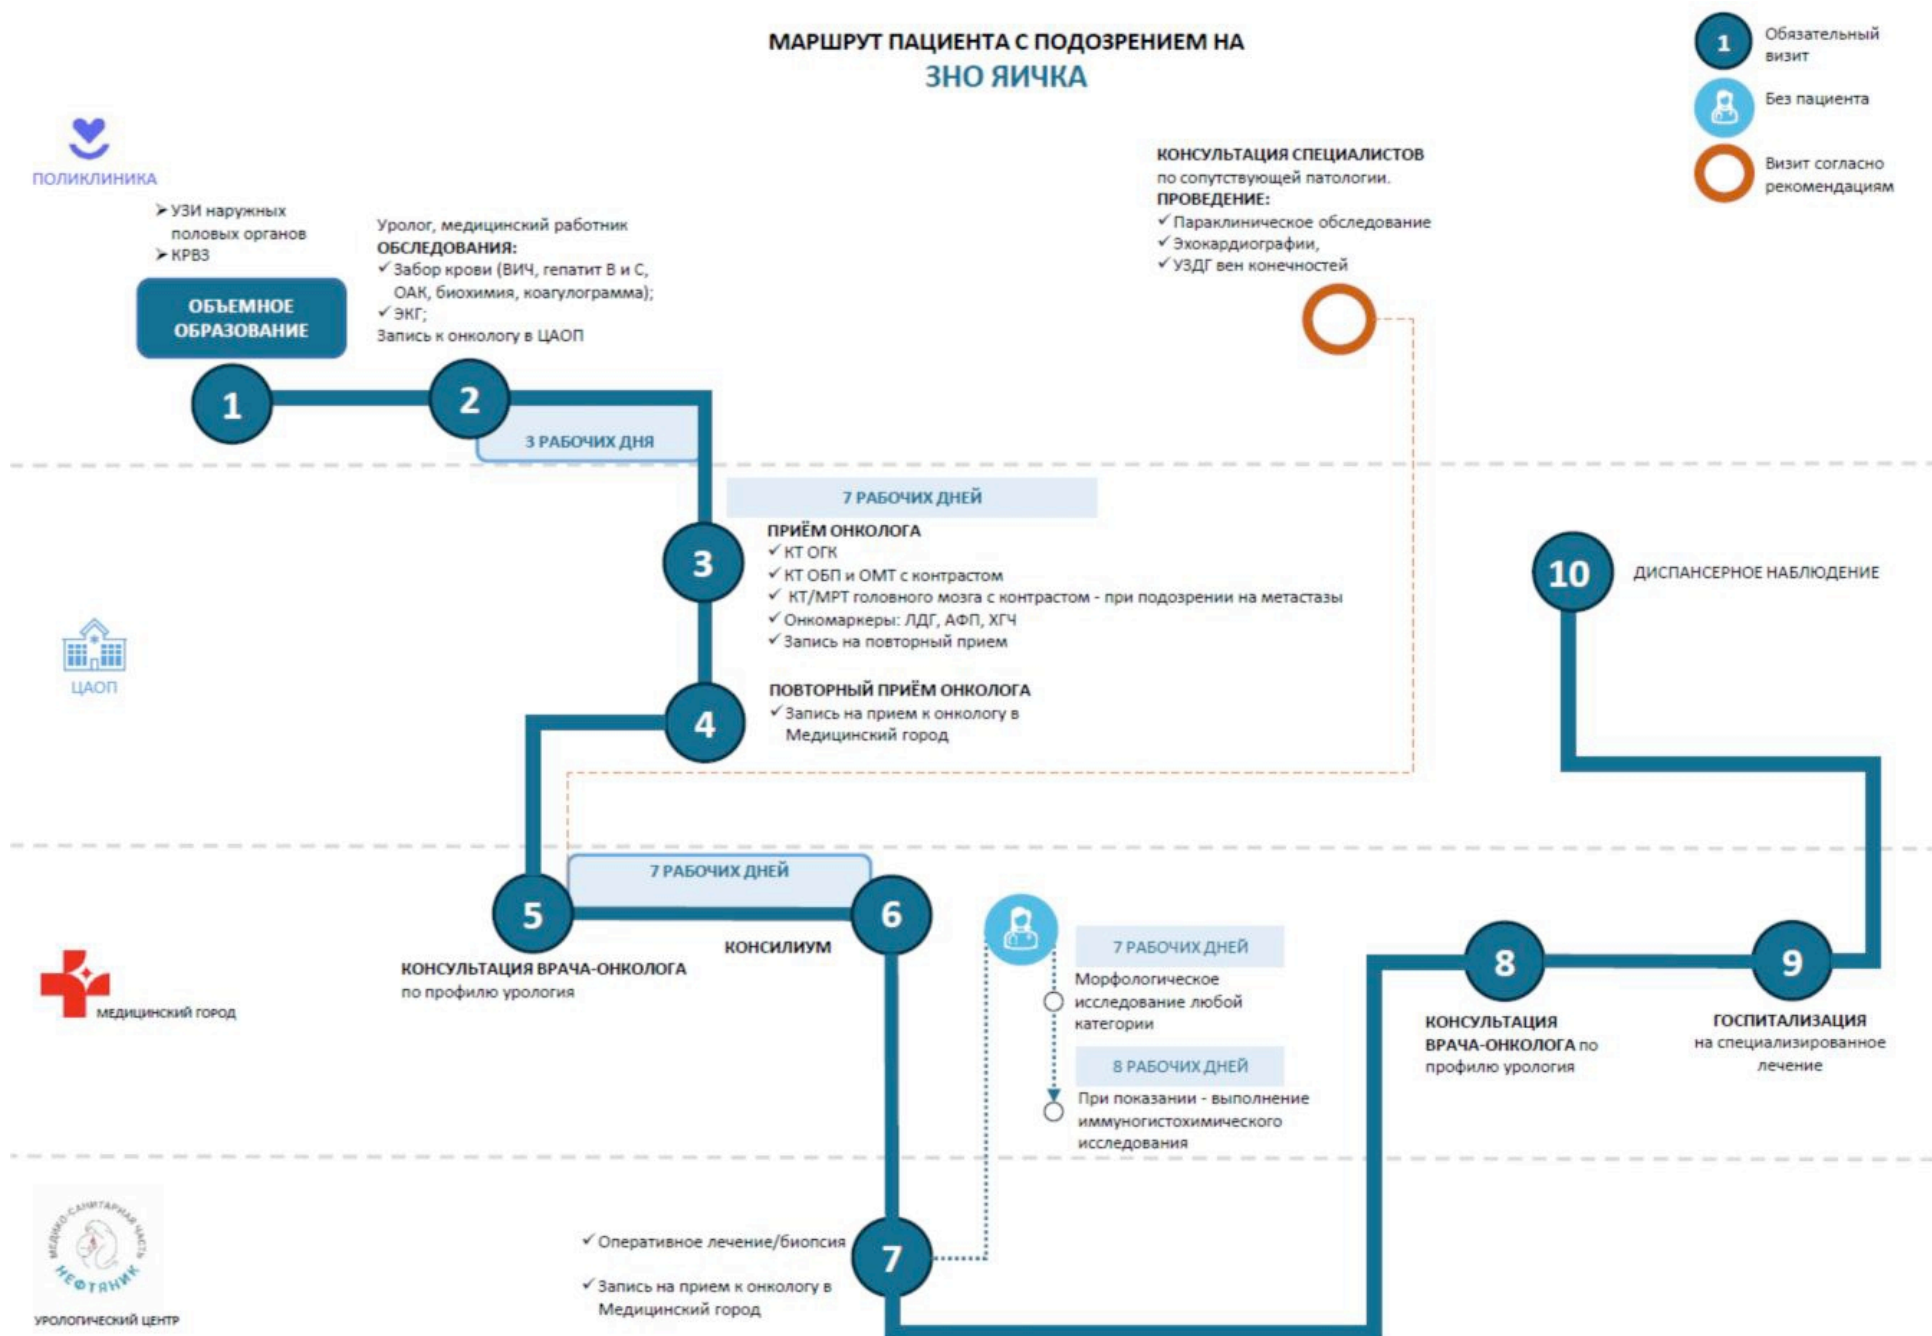 МАРШРУТ ПАЦИЕНТА С ПОДОЗРЕНИЕМ НА
ЗНО ЯИЧКА
1
Обязательный
визит
Без пациента
Визит согласно
рекомендациям
ПОЛИКЛИНИКА
➢ УЗИ наружных
половых органов
➢ КРВЗ
ОБЪЕМНОЕ
ОБРАЗОВАНИЕ
Уролог, медицинский работник
ОБСЛЕДОВАНИЯ:
✓ Забор крови (ВИЧ, гепатит В и С,
ОАК, биохимия, коагулограмма);
✓ ЭКГ;
Запись к онкологу в ЦАОП
КОНСУЛЬТАЦИЯ СПЕЦИАЛИСТОВ
по сопутствующей патологии.
ПРОВЕДЕНИЕ:
✓ Параклиническое обследование
✓ Эхокардиографии,
✓ УЗДГ вен конечностей
1
2
3 РАБОЧИХ ДНЯ
7 РАБОЧИХ ДНЕЙ
3
ПРИЁМ ОНКОЛОГА
✓ КТ ОГК
✓ КТ ОБП и ОМТ с контрастом
✓ КТ/МРТ головного мозга с контрастом - при подозрении на метастазы
✓ Онкомаркеры: ЛДГ, АФП, ХГЧ
✓ Запись на повторный прием
10
ДИСПАНСЕРНОЕ НАБЛЮДЕНИЕ
ЦАОП
4
ПОВТОРНЫЙ ПРИЁМ ОНКОЛОГА
✓ Запись на прием к онкологу в
Медицинский город
7 РАБОЧИХ ДНЕЙ
5
6
КОНСИЛИУМ
КОНСУЛЬТАЦИЯ ВРАЧА-ОНКОЛОГА
по профилю урология
МЕДИЦИНСКИЙ ГОРОД
7 РАБОЧИХ ДНЕЙ
Морфологическое
исследование любой
категории
8 РАБОЧИХ ДНЕЙ
При показании - выполнение
иммуногистохимического
исследования
8
КОНСУЛЬТАЦИЯ
ВРАЧА-ОНКОЛОГА по
профилю урология
9
ГОСПИТАЛИЗАЦИЯ
на специализированное
лечение
МЕДИКО-САНИТАРНАЯ ЧАСТЬ
НЕФТЯНИК
УРОЛОГИЧЕСКИЙ ЦЕНТР
✓ Оперативное лечение/биопсия
✓ Запись на прием к онкологу в
Медицинский город
7